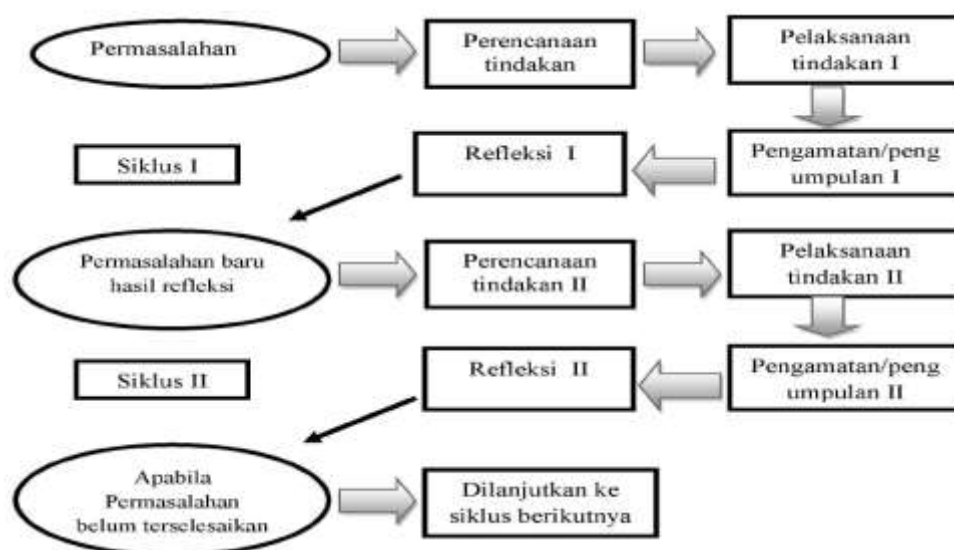 Permasalahan
Perencanaan
tindakan
Pelaksanaan
tindakan I
Siklus I
Refleksi I
Pengamatan/peng
umpulan I
Permasalahan baru
hasil refleksi
Perencanaan
tindakan II
Pelaksanaan
tindakan II
Siklus II
Refleksi II
Pengamatan/peng
umpulan II
Apabila
Permasalahan
belum terselesaikan
Dilanjutkan ke
siklus berikutnya